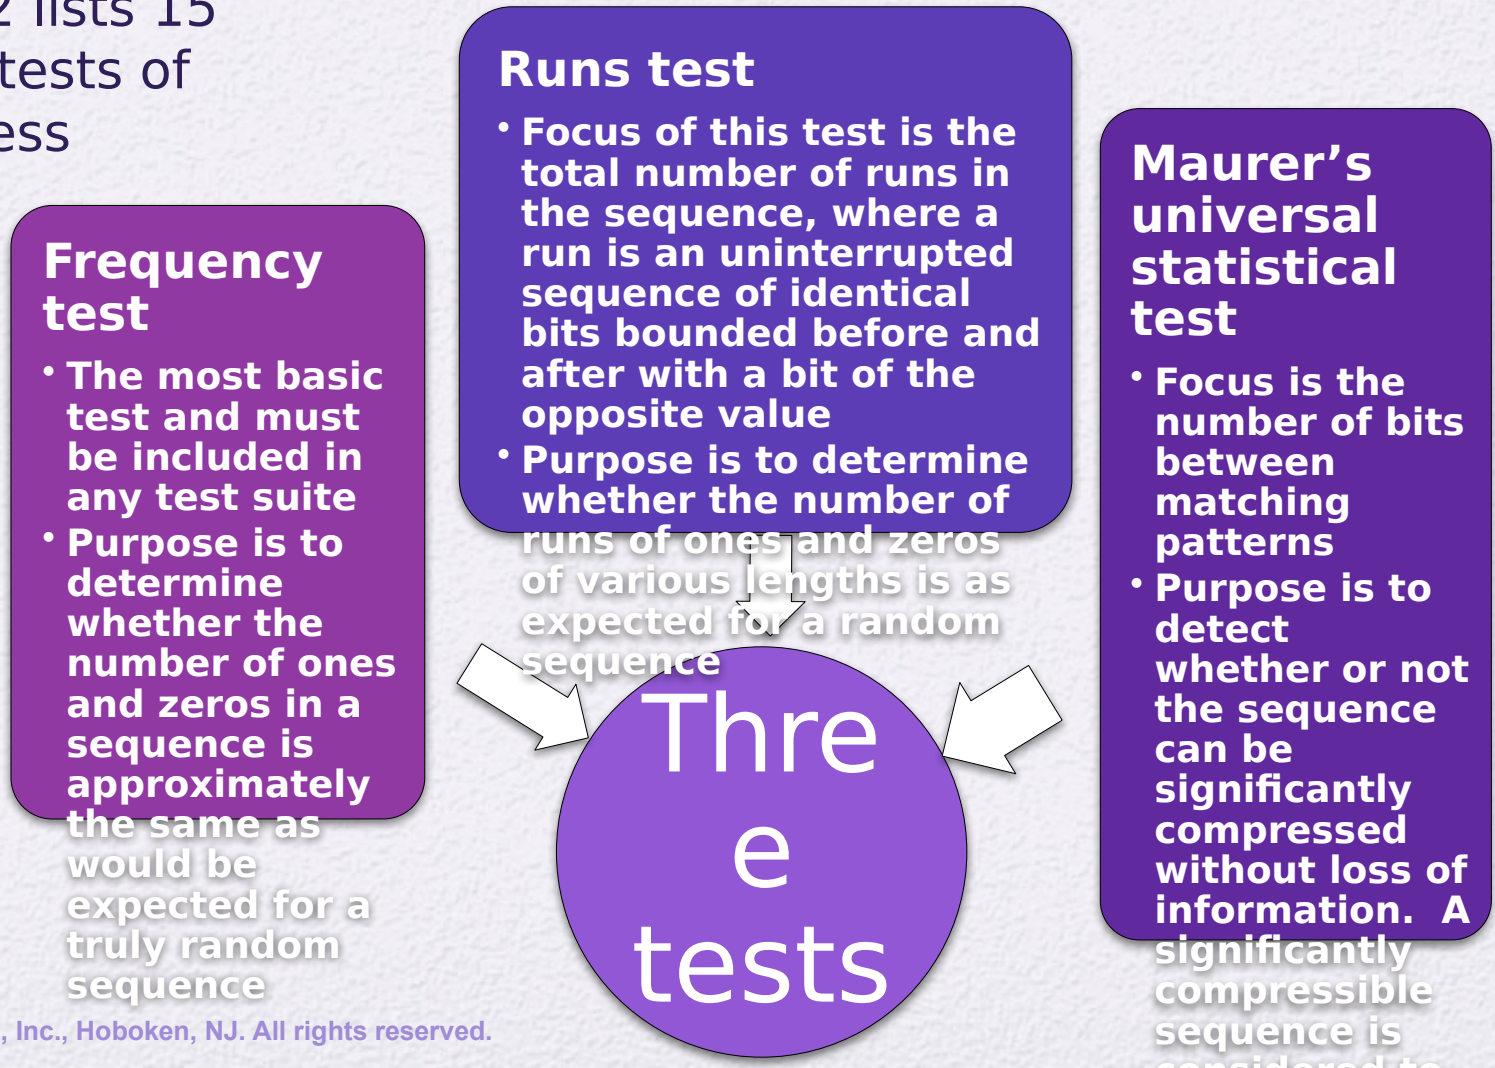 2 lists 15
tests of
ess
Frequency
test
• The most basic
test and must
be included in
any test suite
• Purpose is to
determine
whether the
number of ones
and zeros in a
sequence is
approximately
the same as
would be
expected for a
truly random
sequence
Runs test
• Focus of this test is the
total number of runs in
the sequence, where a
run is an uninterrupted
sequence of identical
bits bounded before and
after with a bit of the
opposite value
• Purpose is to determine
whether the number of
runs of ones and zeros
of various lengths is as
expected for a random
sequence
Maurer’s
universal
statistical
test
• Focus is the
number of bits
between
matching
patterns
• Purpose is to
detect
whether or not
the sequence
can be
significantly
compressed
without loss of
information.  A
significantly
compressible
sequence is
considered to
Thre
e
tests
, Inc., Hoboken, NJ. All rights reserved.